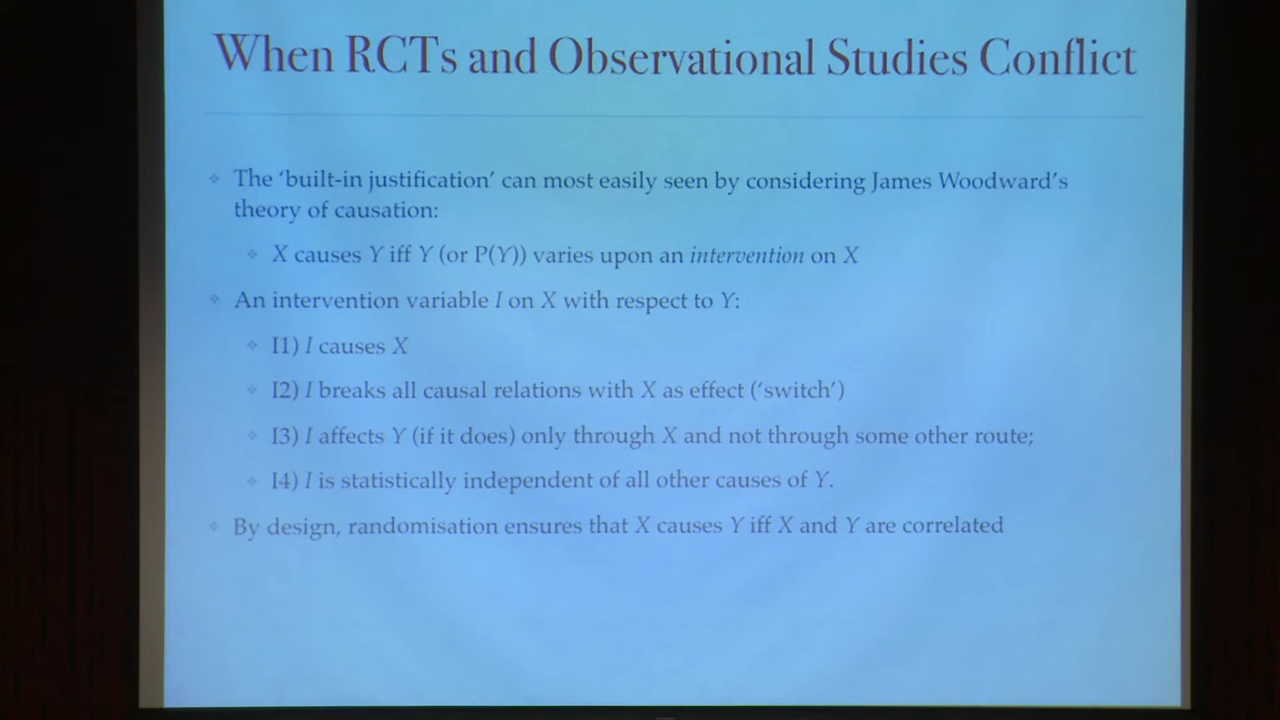 When RCTs and Observational Studies Conflict
The 'built-in justification' can most easily seen by considering James Woodward's
theory of causation:
X causes Y iff Y (or P(Y)) varies upon an intervention on X
An intervention variable I on X with respect to Y:
I1) I causes X
I2) I breaks all causal relations with X as effect ('switch')
I3) I affects Y (if it does) only through X and not through some other route;
I4) I is statistically independent of all other causes of Y.
By design, randomisation ensures that X causes Y iff X and Y are correlated